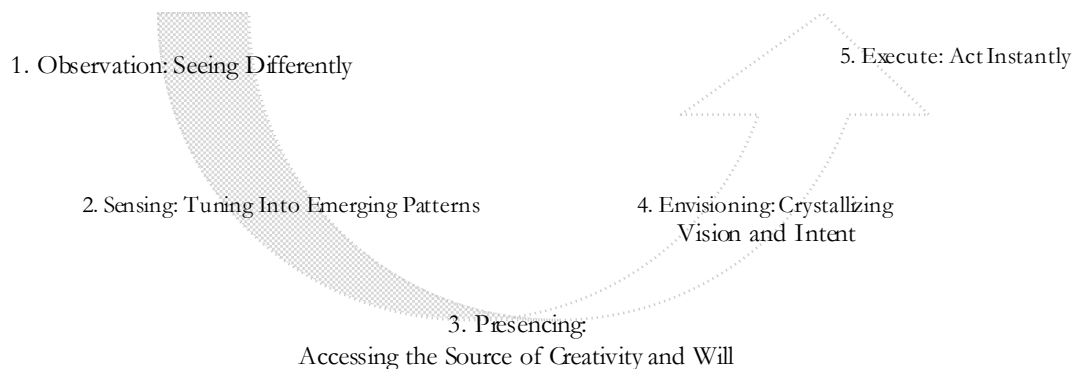 1. Observation: Seeing Differently
5. Execute: Act Instantly
2. Sensing: Tuning Into Emerging Patterns
4. Envisioning: Crystallizing
Vision and Intent
3. Presencing:
Accessing the Source of Creativity and Will